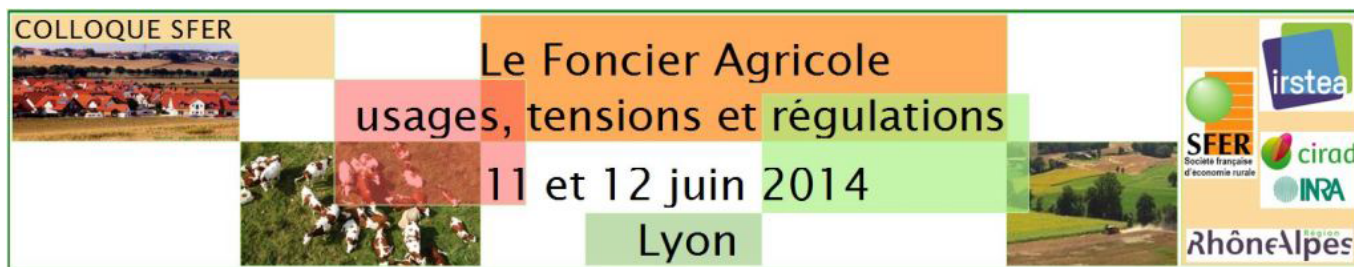 COLLOQUE SFER
Le Foncier Agricole
usages, tensions et régulations
11 et 12 juin 2014
Lyon
irstea
SFER
Société française
d'économie rurale
cirad
INRA
Région
RhôneAlpes